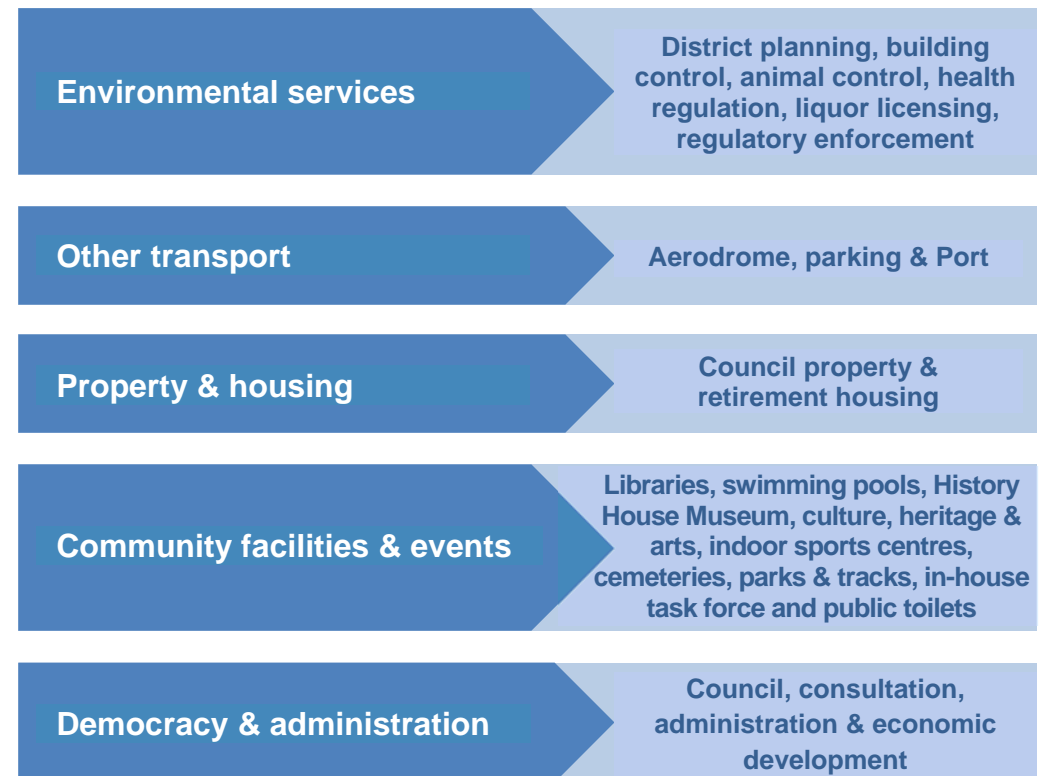 Environmental services
District planning, building
control, animal control, health
regulation, liquor licensing,
regulatory enforcement
Other transport
Aerodrome, parking & Port
Property & housing
Council property &
retirement housing
Community facilities & events
Libraries, swimming pools, History
House Museum, culture, heritage &
arts, indoor sports centres,
cemeteries, parks & tracks, in-house
task force and public toilets
Democracy & administration
Council, consultation,
administration & economic
development